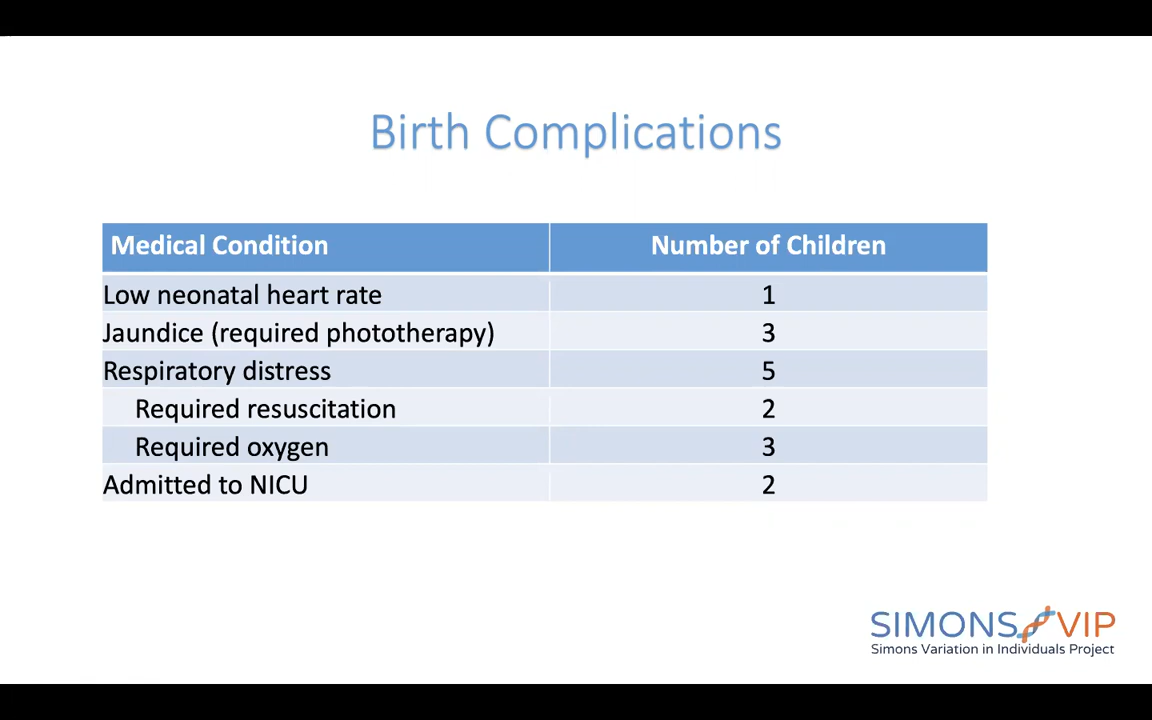 Birth Complications
Medical Condition Number of Children
Low neonatal heart rate 1
Jaundice (required phototherapy) 3
Respiratory distress 5
Required resuscitation 2
Required oxygen 3
Admitted to NICU 2
SIMONS VIP
Simons Variation in Individuals Project